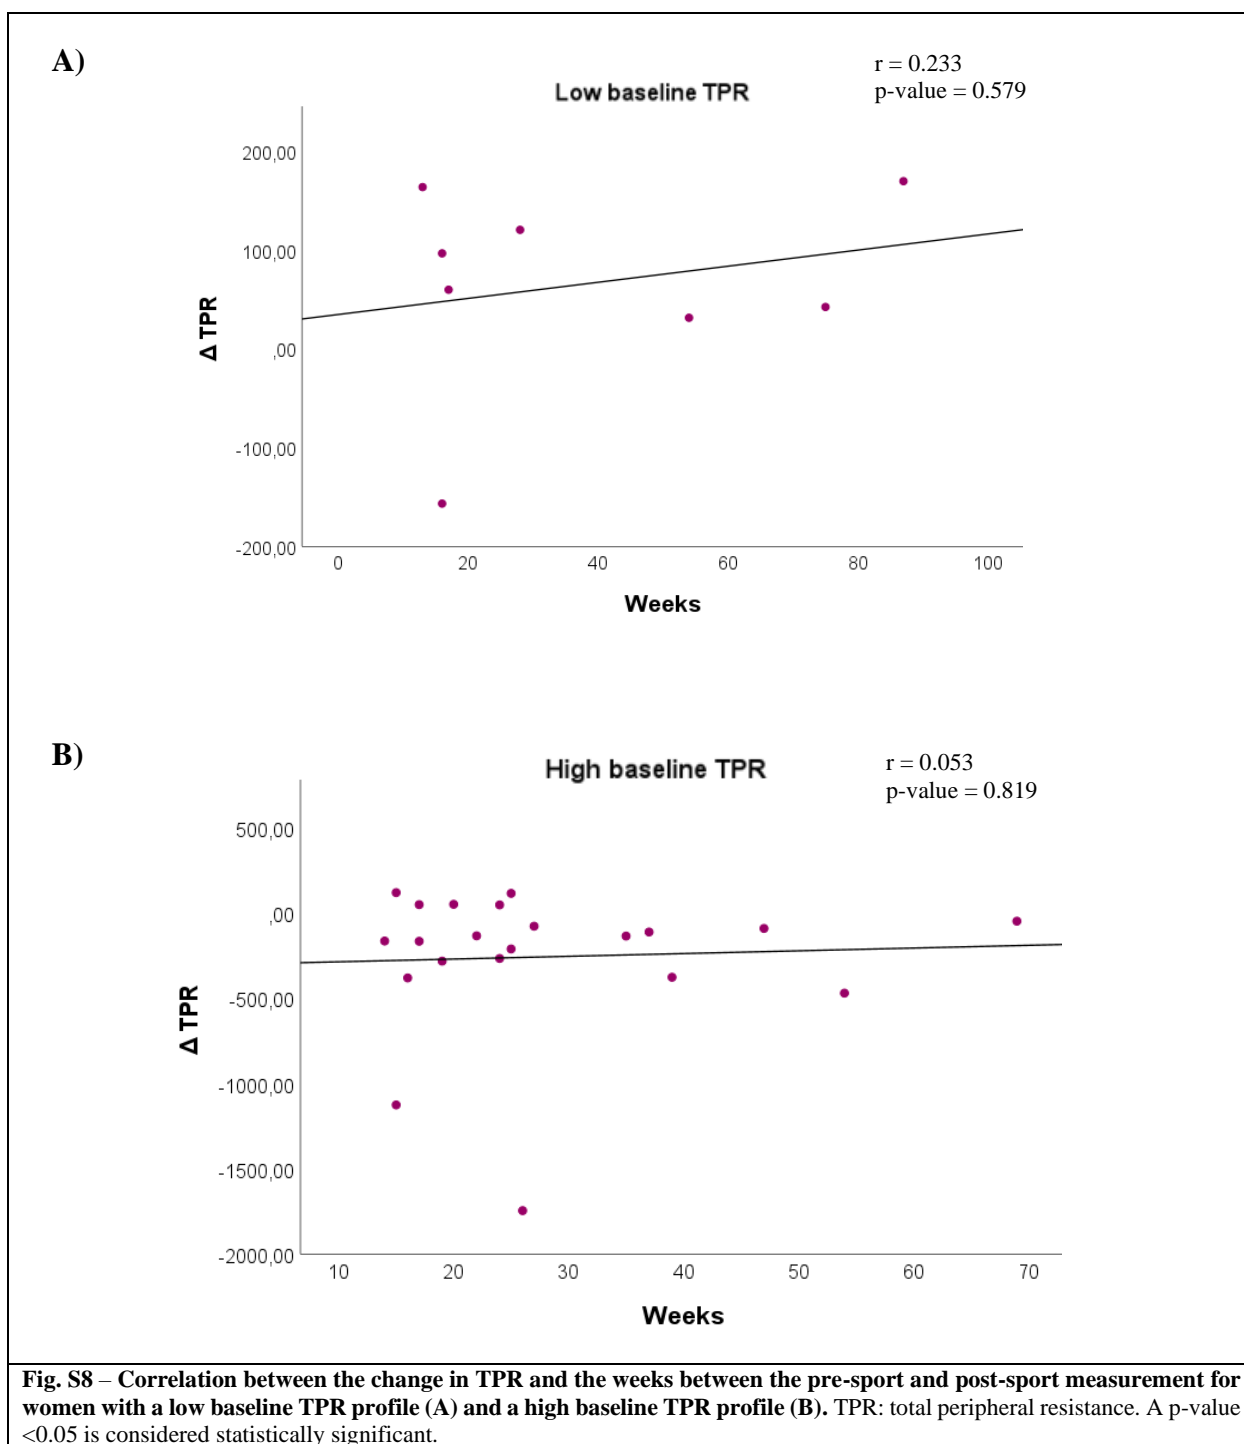 A)
r = 0.233
p-value = 0.579
Low baseline TPR
200,00
100,00
,00
-100,00
-200,00
Δ TPR
0 20 40 60 80 100
Weeks
B)
r = 0.053
p-value = 0.819
High baseline TPR
500,00
,00
-500,00
-1000,00
-1500,00
-2000,00
Δ TPR
10 20 30 40 50 60 70
Weeks
Fig. S8 – Correlation between the change in TPR and the weeks between the pre-sport and post-sport measurement for
women with a low baseline TPR profile (A) and a high baseline TPR profile (B). TPR: total peripheral resistance. A p-value
<0.05 is considered statistically significant.